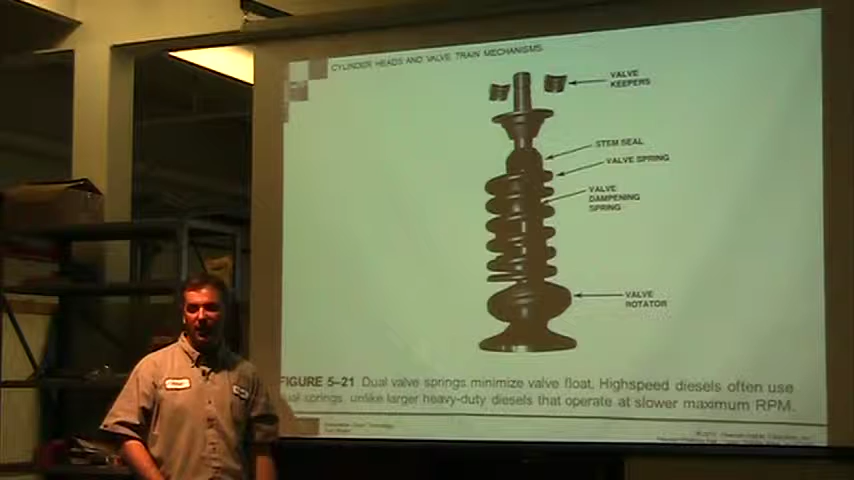 CYLINDER HEADS AND VALVE TRAIN MECHANISMS
VALVE
KEEPERS
STEM SEAL
VALVE SPRING
VALVE
DAMPENING
SPRING
VALVE
ROTATOR
FIGURE 5–21 Dual valve springs minimize valve float, Highspeed diesels often use
dual springs, unlike larger heavy-duty diesels that operate at slower maximum RPM.